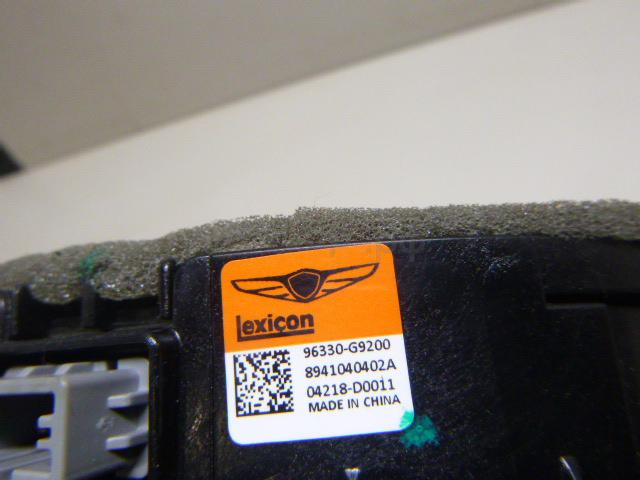 Lexicon
96330-G9200
8941040402A
04218-D0011
MADE IN CHINA